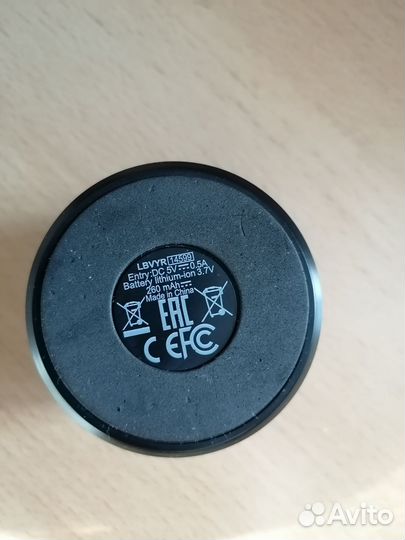 LBVYR 14599
Entry:DC 5V⎓0.5A
Battery lithium-ion 3.7V
260 mAh⎓
Made in China
EAC
CE FC
Avito